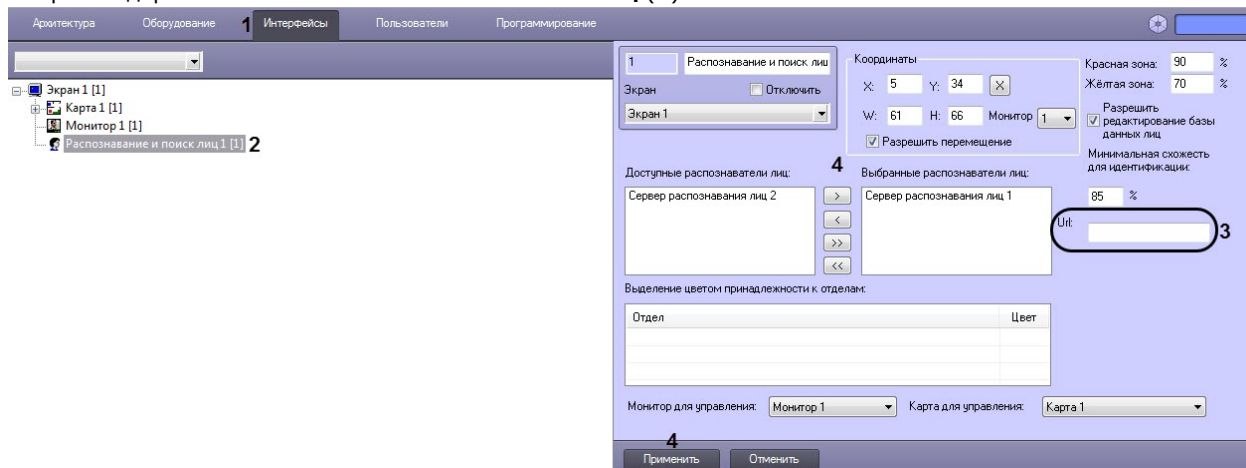 Архитектура Оборудование 1 Интерфейсы Пользователи Программирование
Экран 1 [1]
Карта 1 [1]
Монитор 1 [1]
Распознавание и поиск лиц 1 [1] 2
1 Распознавание и поиск лиц
Экран Отключить
Экран 1
Координаты
X: 5 Y: 34 X
W: 61 H: 66 Монитор 1
Разрешить перемещение
Красная зона: 90 %
Жёлтая зона: 70 %
Разрешить
редактирование базы
данных лиц
Минимальная схожесть
для идентификации:
85 %
Url:
3
4
Доступные распознаватели лиц:
Сервер распознавания лиц 2
>
<
>>
<<
Выбранные распознаватели лиц:
Сервер распознавания лиц 1
Выделение цветом принадлежности к отделам:
Отдел Цвет
Монитор для управления: Монитор 1 Карта для управления: Карта 1
4
Применить Отменить